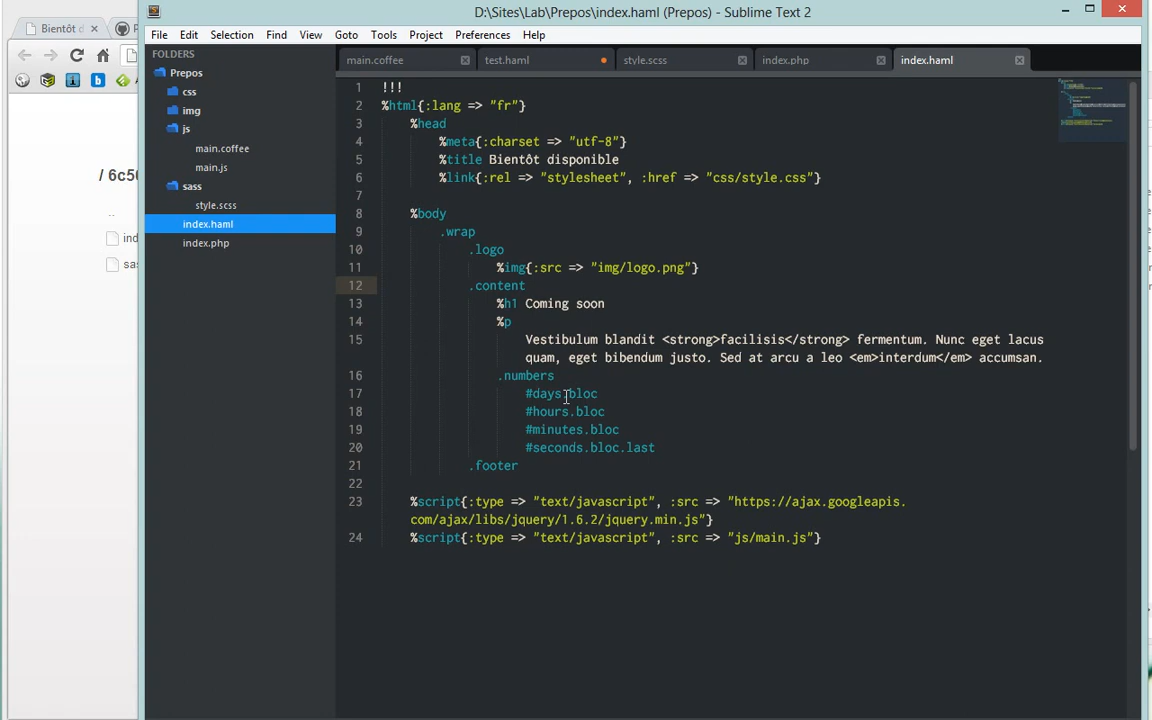 D:\Sites\Lab\Prepos\index.haml (Prepos) - Sublime Text 2
Bientôt d
File Edit Selection Find View Goto Tools Project Preferences Help
FOLDERS
Prepos
css
img
js
main.coffee
main.js
sass
style.scss
index.haml
index.php
/ 6c50
..
ind
sas
main.coffee
test.haml
style.scss
index.php
index.haml
1 !!!
2 %html{:lang => "fr"}
3 %head
4 %meta{:charset => "utf-8"}
5 %title Bientôt disponible
6 %link{:rel => "stylesheet", :href => "css/style.css"}
7
8 %body
9 .wrap
10 .logo
11 %img{:src => "img/logo.png"}
12 .content
13 %h1 Coming soon
14 %p
15 Vestibulum blandit <strong>facilisis</strong> fermentum. Nunc eget lacus
quam, eget bibendum justo. Sed at arcu a leo <em>interdum</em> accumsan.
16 .numbers
17 #days.bloc
18 #hours.bloc
19 #minutes.bloc
20 #seconds.bloc.last
21 .footer
22
23 %script{:type => "text/javascript", :src => "https://ajax.googleapis.
com/ajax/libs/jquery/1.6.2/jquery.min.js"}
24 %script{:type => "text/javascript", :src => "js/main.js"}